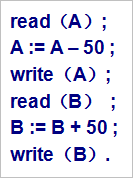 read（A）;
A := A – 50 ;
write（A）;
read（B） ;
B := B + 50 ;
write（B）.